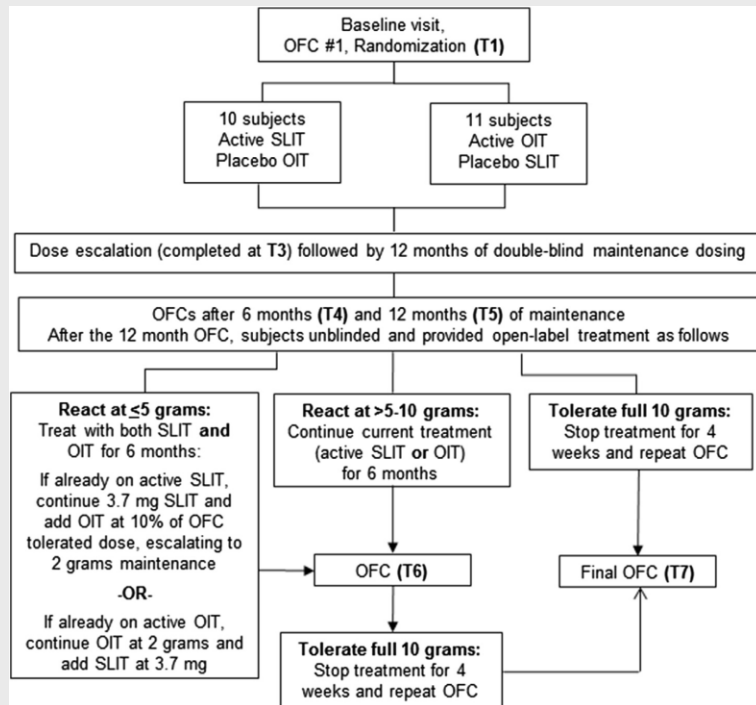 Baseline visit,
OFC #1, Randomization (T1)
10 subjects
Active SLIT
Placebo OIT
11 subjects
Active OIT
Placebo SLIT
Dose escalation (completed at T3) followed by 12 months of double-blind maintenance dosing
OFCs after 6 months (T4) and 12 months (T5) of maintenance
After the 12 month OFC, subjects unblinded and provided open-label treatment as follows
React at ≤5 grams:
Treat with both SLIT and
OIT for 6 months:
If already on active SLIT,
continue 3.7 mg SLIT and
add OIT at 10% of OFC
tolerated dose, escalating to
2 grams maintenance
-OR-
If already on active OIT,
continue OIT at 2 grams and
add SLIT at 3.7 mg
React at >5-10 grams:
Continue current treatment
(active SLIT or OIT)
for 6 months
Tolerate full 10 grams:
Stop treatment for 4
weeks and repeat OFC
OFC (T6)
Final OFC (T7)
Tolerate full 10 grams:
Stop treatment for 4
weeks and repeat OFC